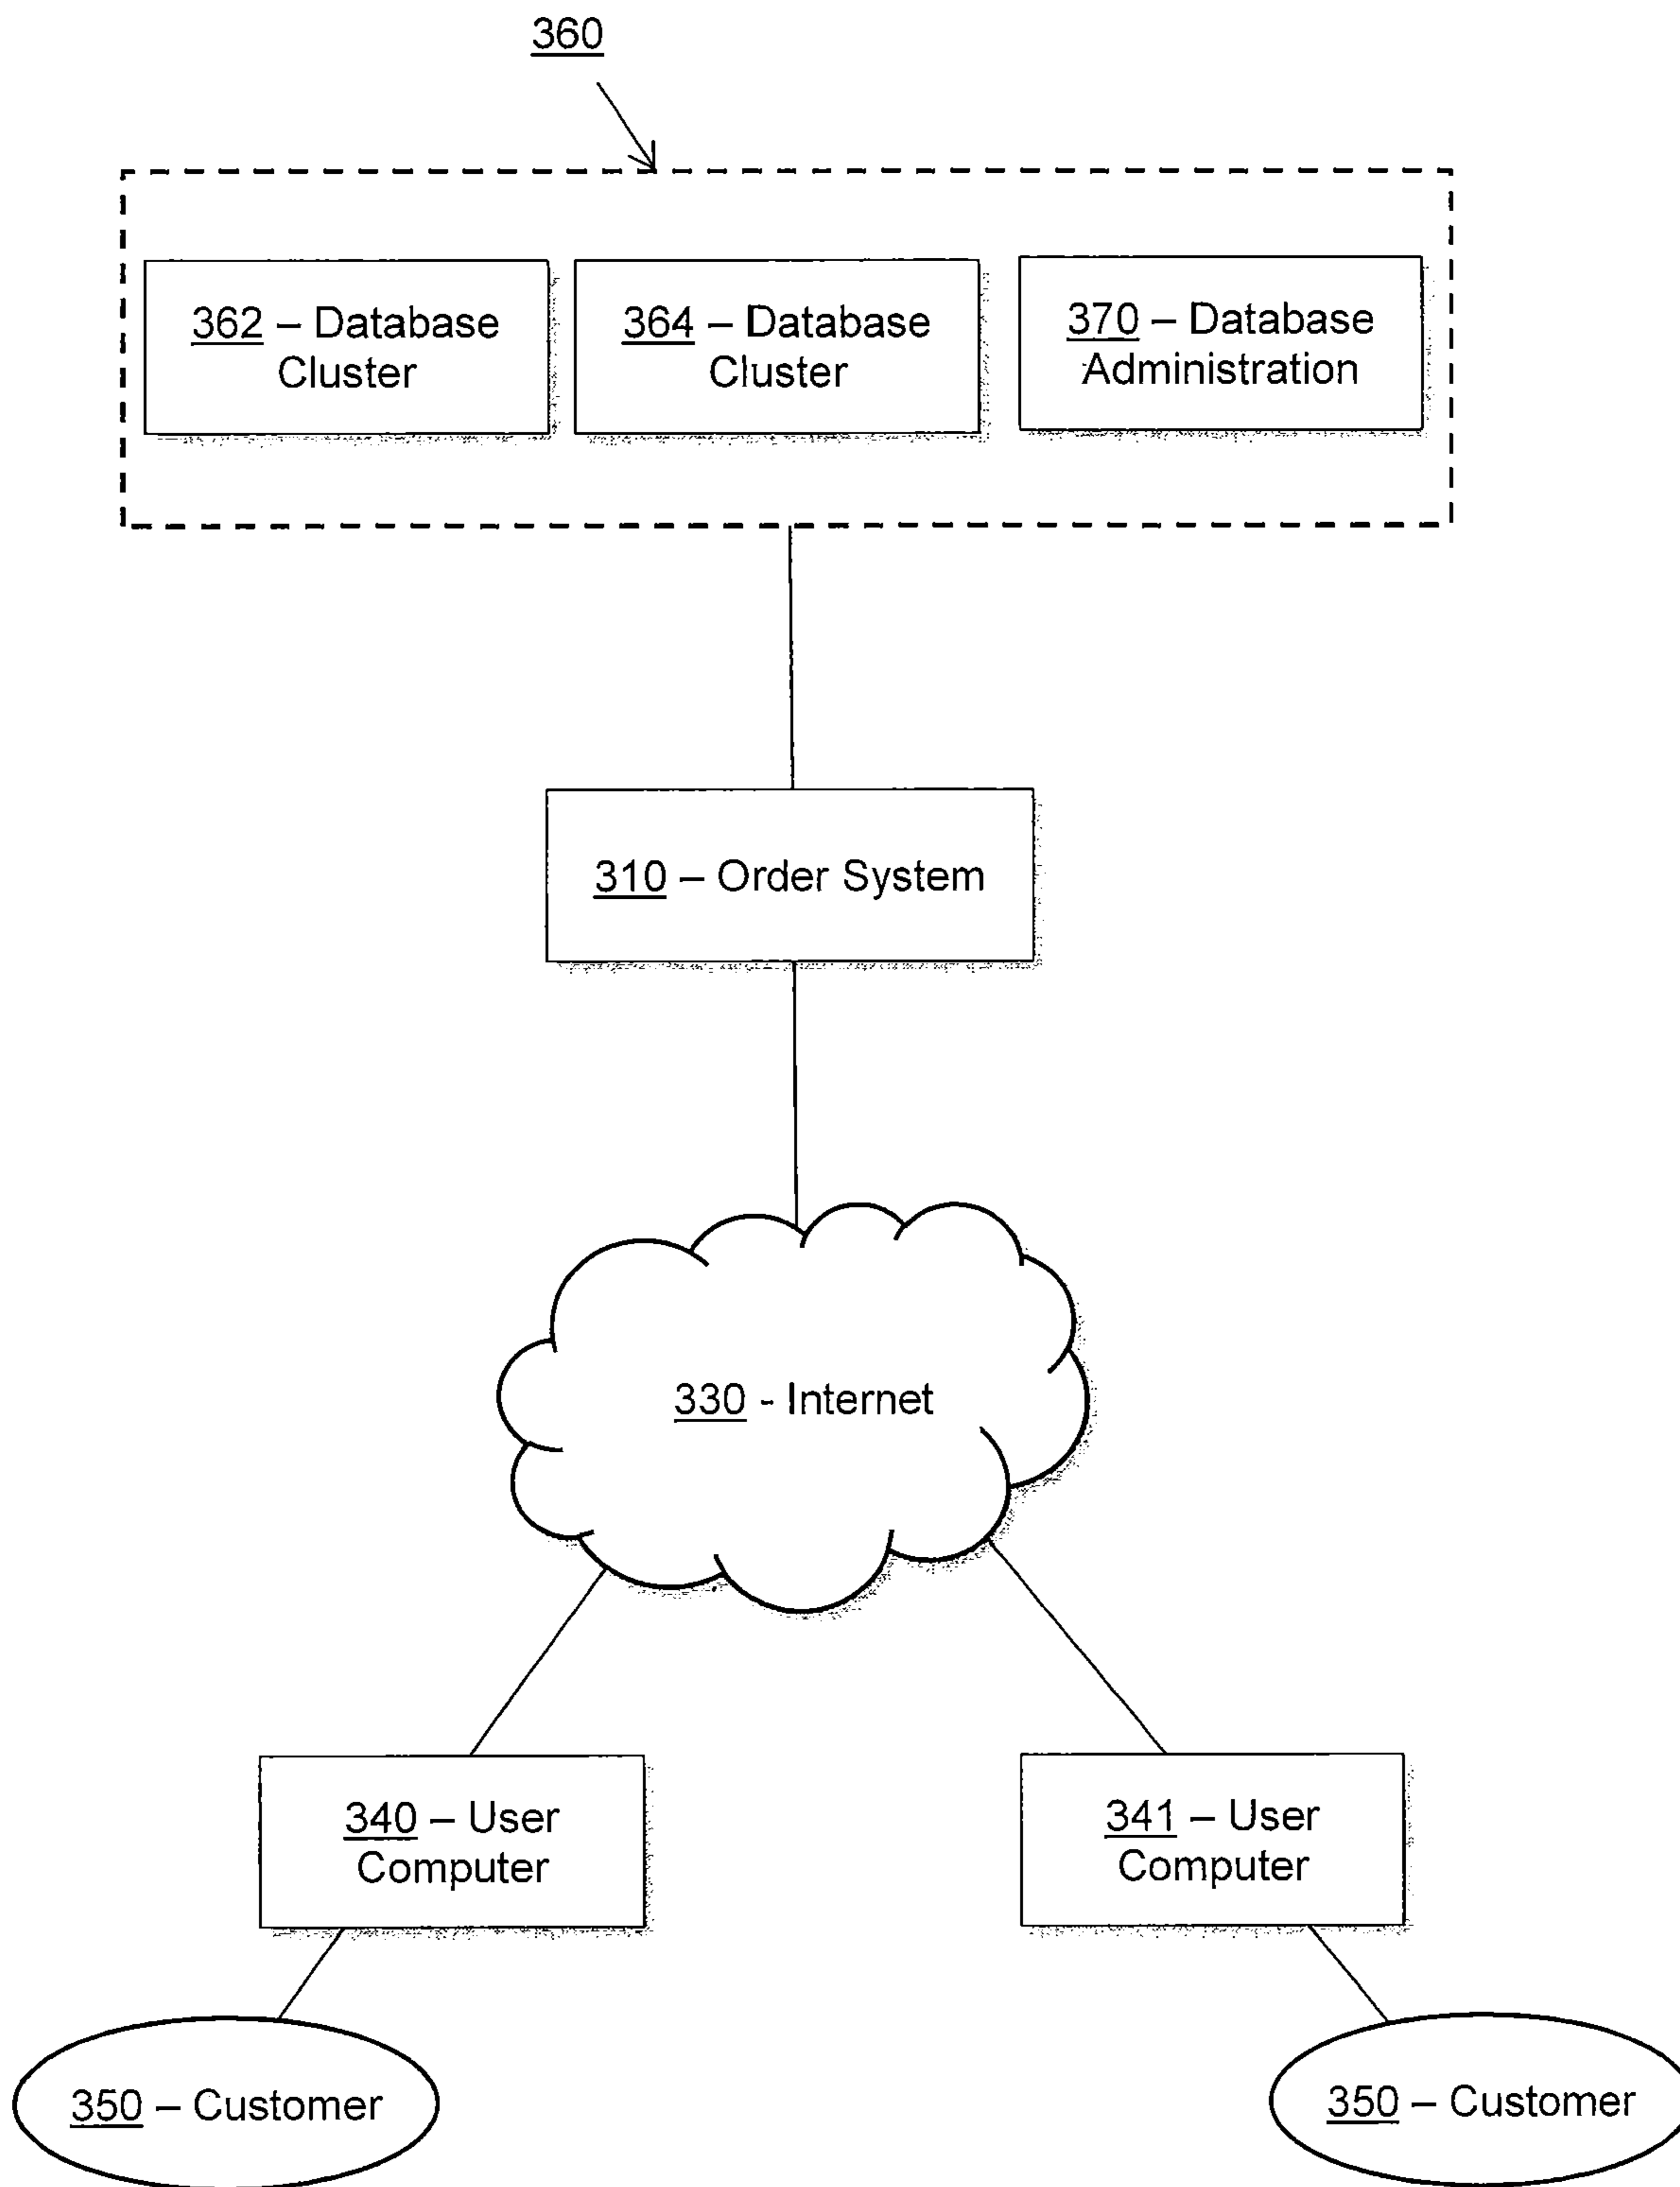 360
362 – Database
Cluster
364 – Database
Cluster
370 – Database
Administration
310 – Order System
330 - Internet
340 – User
Computer
341 – User
Computer
350 – Customer
350 – Customer